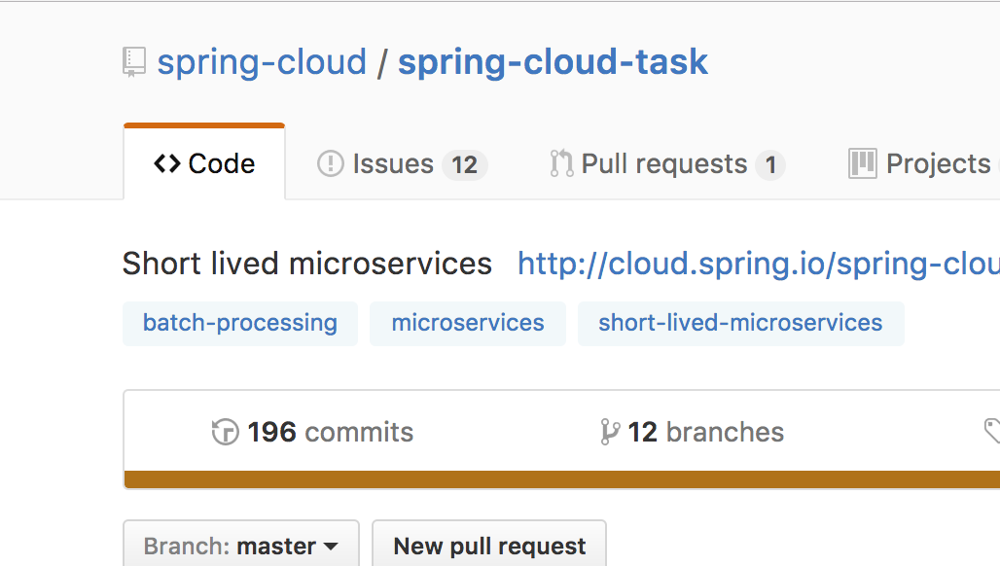 spring-cloud / spring-cloud-task
Code Issues 12 Pull requests 1 Projects
Short lived microservices http://cloud.spring.io/spring-clou
batch-processing microservices short-lived-microservices
196 commits 12 branches
Branch: master New pull request